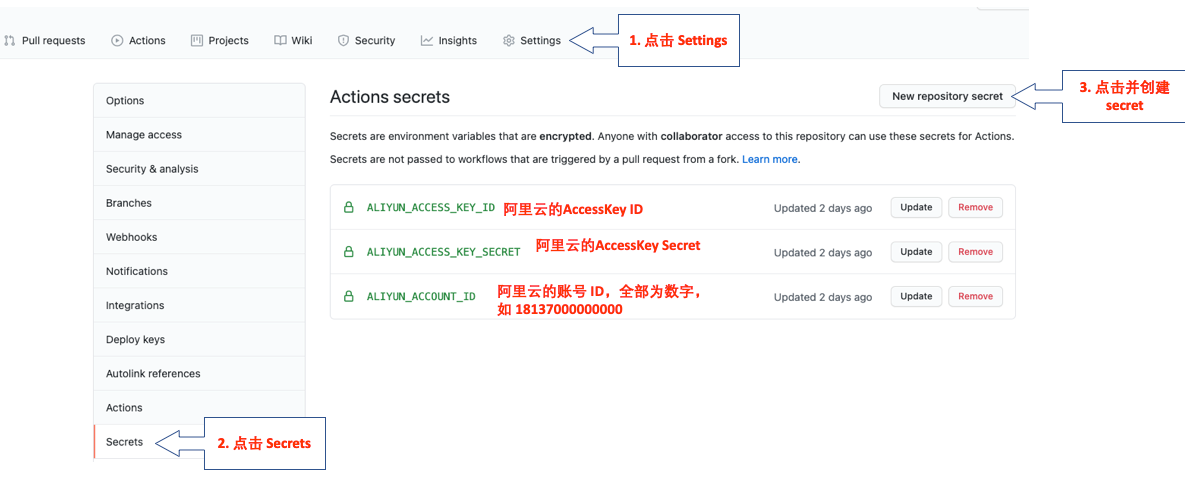 Pull requests Actions Projects Wiki Security Insights Settings
1. 点击 Settings
Options
Manage access
Security & analysis
Branches
Webhooks
Notifications
Integrations
Deploy keys
Autolink references
Actions
Secrets
2. 点击 Secrets
Actions secrets
New repository secret
3. 点击并创建
secret
Secrets are environment variables that are encrypted. Anyone with collaborator access to this repository can use these secrets for Actions.
Secrets are not passed to workflows that are triggered by a pull request from a fork. Learn more.
ALIYUN_ACCESS_KEY_ID 阿里云的AccessKey ID Updated 2 days ago Update Remove
ALIYUN_ACCESS_KEY_SECRET 阿里云的AccessKey Secret Updated 2 days ago Update Remove
ALIYUN_ACCOUNT_ID 阿里云的账号 ID，全部为数字， Updated 2 days ago Update Remove
如 18137000000000